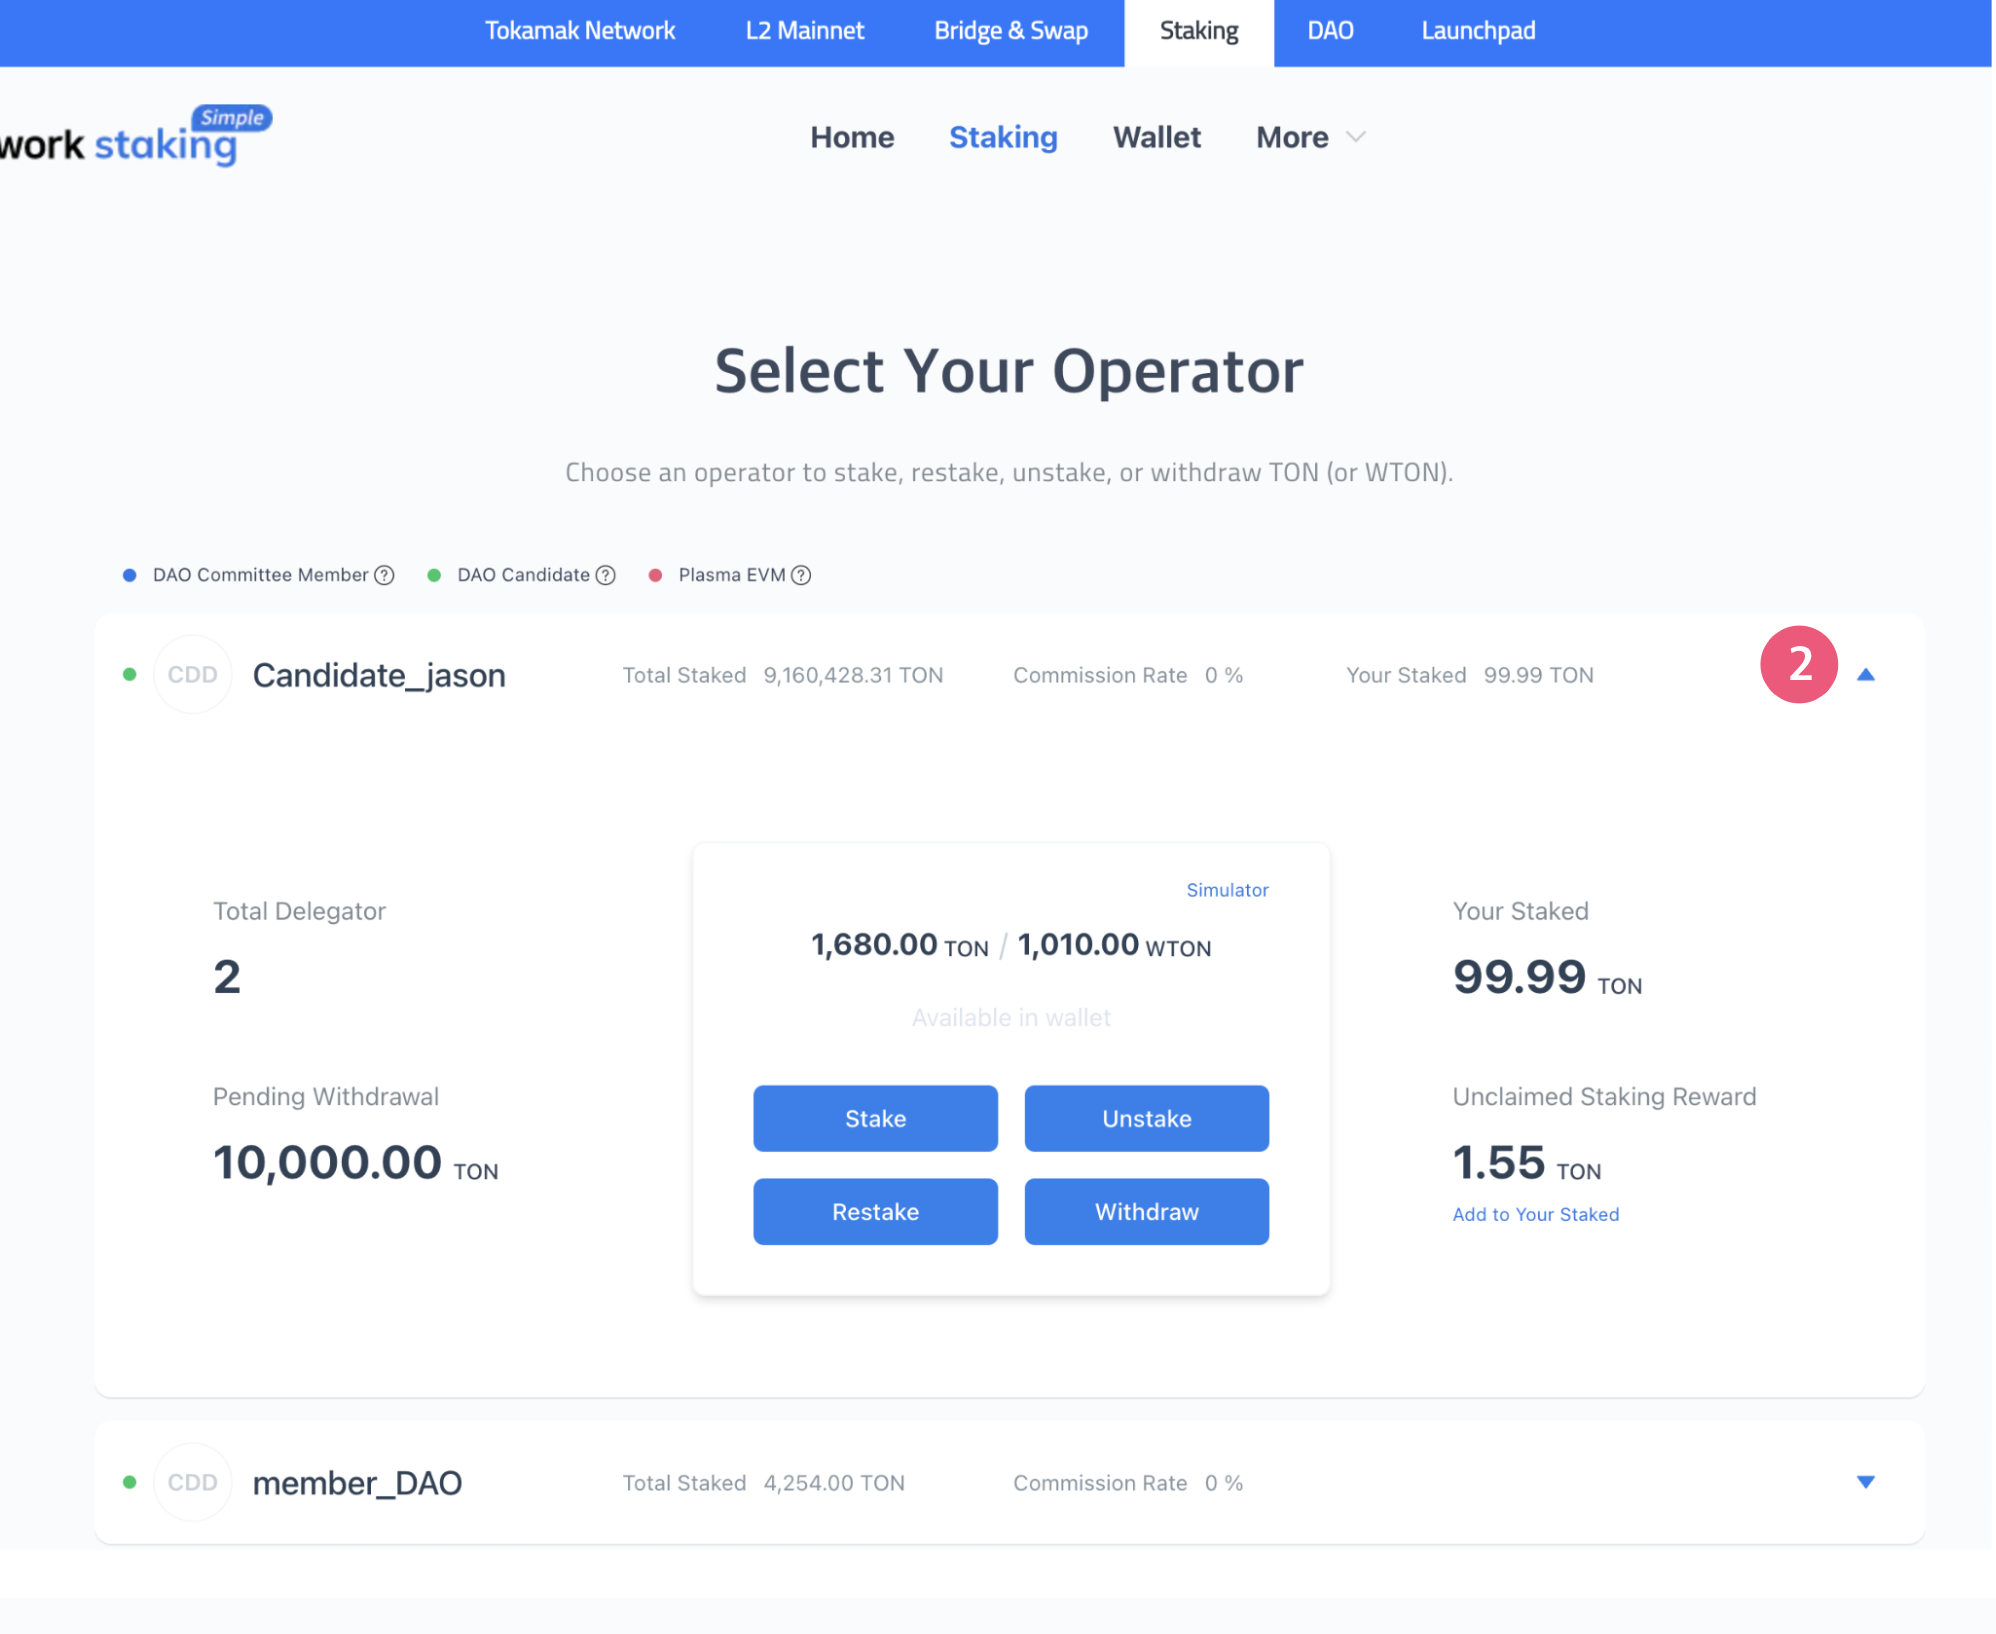 Tokamak Network L2 Mainnet Bridge & Swap Staking DAO Launchpad
work staking Simple
Home Staking Wallet More
Select Your Operator
Choose an operator to stake, restake, unstake, or withdraw TON (or WTON).
DAO Committee Member ? DAO Candidate ? Plasma EVM ?
CDD Candidate_jason Total Staked 9,160,428.31 TON Commission Rate 0 % Your Staked 99.99 TON 2
Simulator
Total Delegator
2
Pending Withdrawal
10,000.00 TON
1,680.00 TON / 1,010.00 WTON
Available in wallet
Stake Unstake
Restake Withdraw
Your Staked
99.99 TON
Unclaimed Staking Reward
1.55 TON
Add to Your Staked
CDD member_DAO Total Staked 4,254.00 TON Commission Rate 0 %